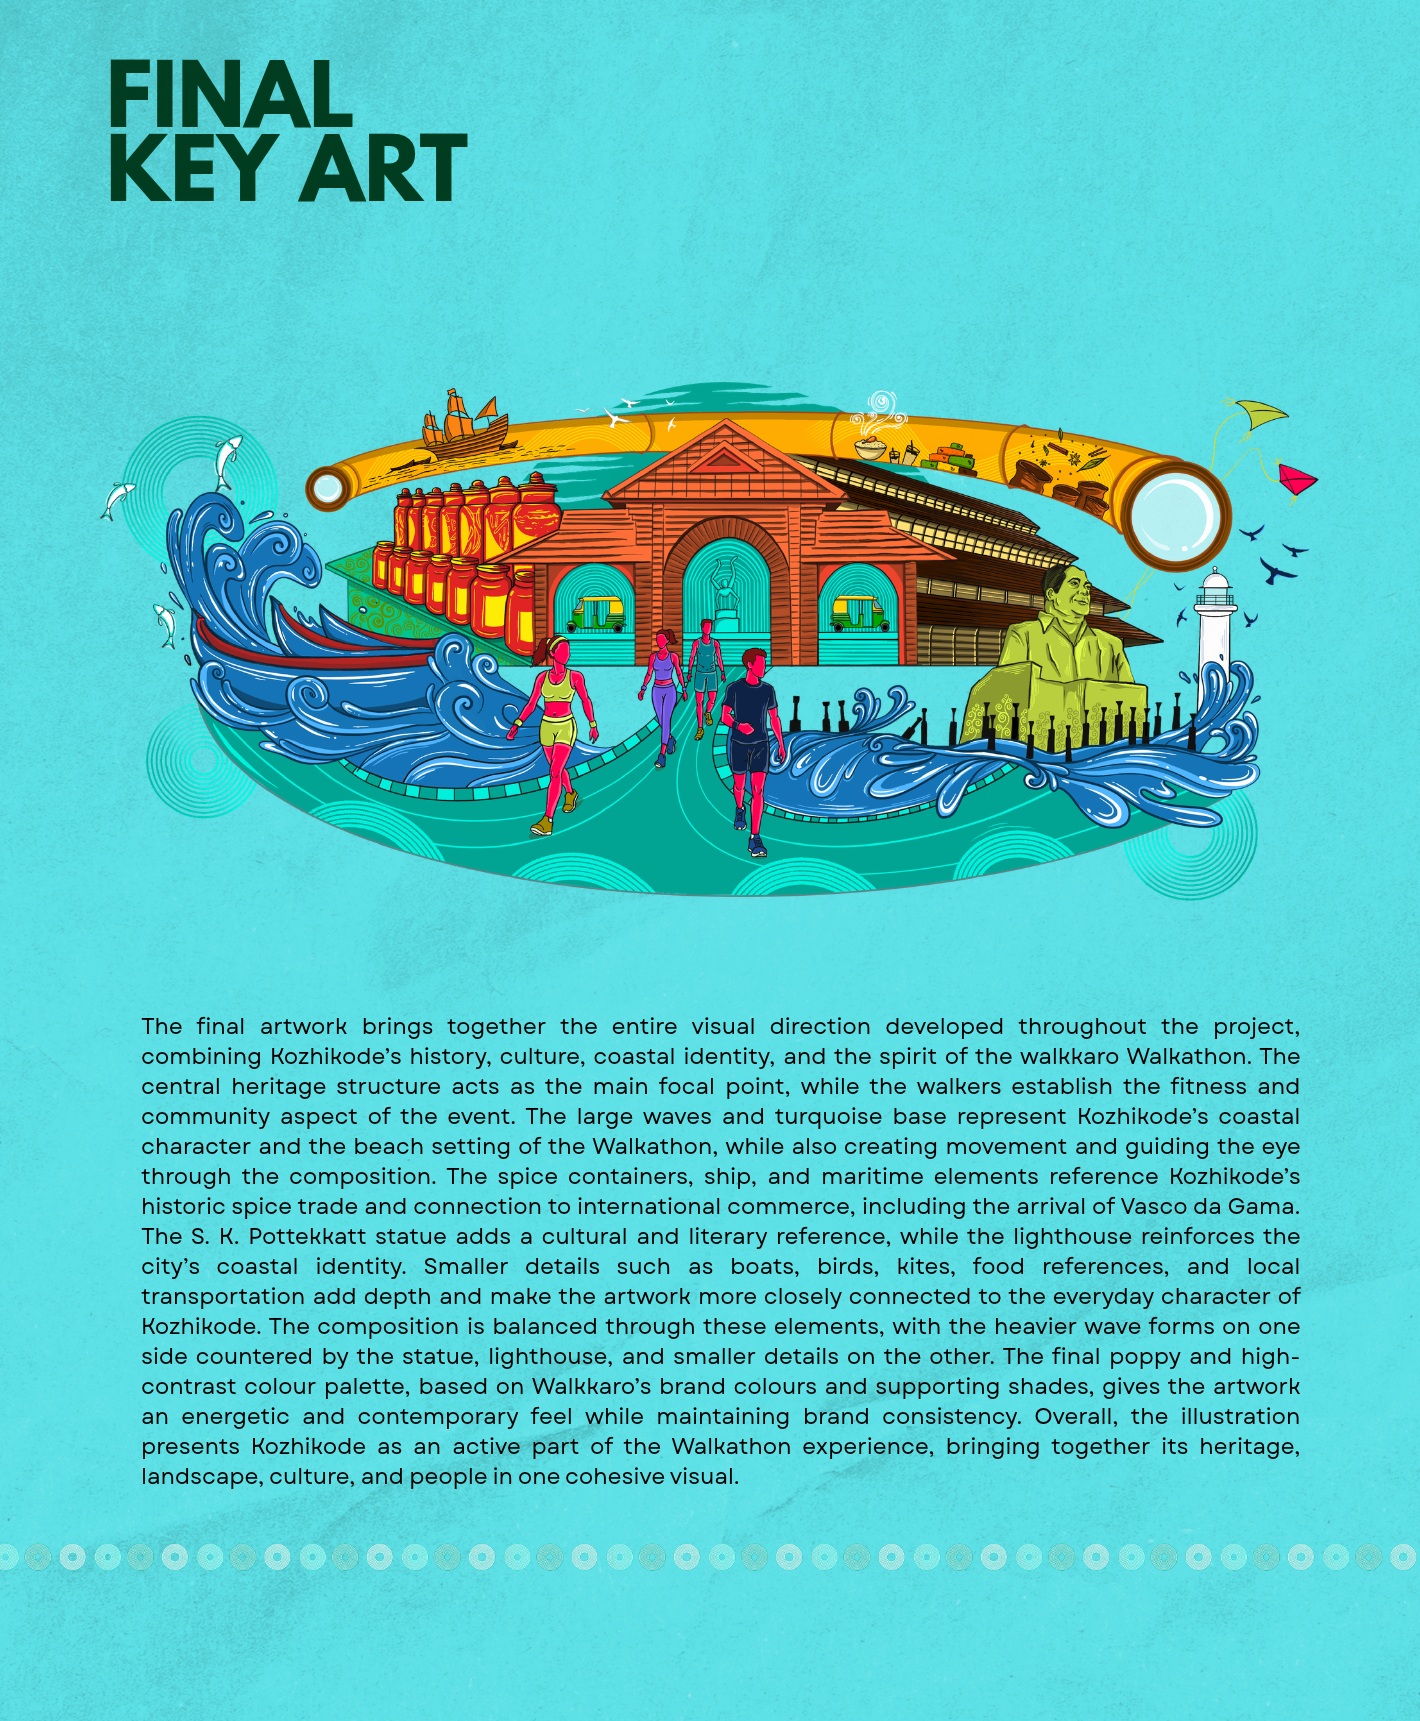 FINAL
KEY ART
The final artwork brings together the entire visual direction developed throughout the project,
combining Kozhikode’s history, culture, coastal identity, and the spirit of the walkkaro Walkathon. The
central heritage structure acts as the main focal point, while the walkers establish the fitness and
community aspect of the event. The large waves and turquoise base represent Kozhikode’s coastal
character and the beach setting of the Walkathon, while also creating movement and guiding the eye
through the composition. The spice containers, ship, and maritime elements reference Kozhikode’s
historic spice trade and connection to international commerce, including the arrival of Vasco da Gama.
The S. K. Pottekkatt statue adds a cultural and literary reference, while the lighthouse reinforces the
city’s coastal identity. Smaller details such as boats, birds, kites, food references, and local
transportation add depth and make the artwork more closely connected to the everyday character of
Kozhikode. The composition is balanced through these elements, with the heavier wave forms on one
side countered by the statue, lighthouse, and smaller details on the other. The final poppy and high-
contrast colour palette, based on Walkkaro’s brand colours and supporting shades, gives the artwork
an energetic and contemporary feel while maintaining brand consistency. Overall, the illustration
presents Kozhikode as an active part of the Walkathon experience, bringing together its heritage,
landscape, culture, and people in one cohesive visual.